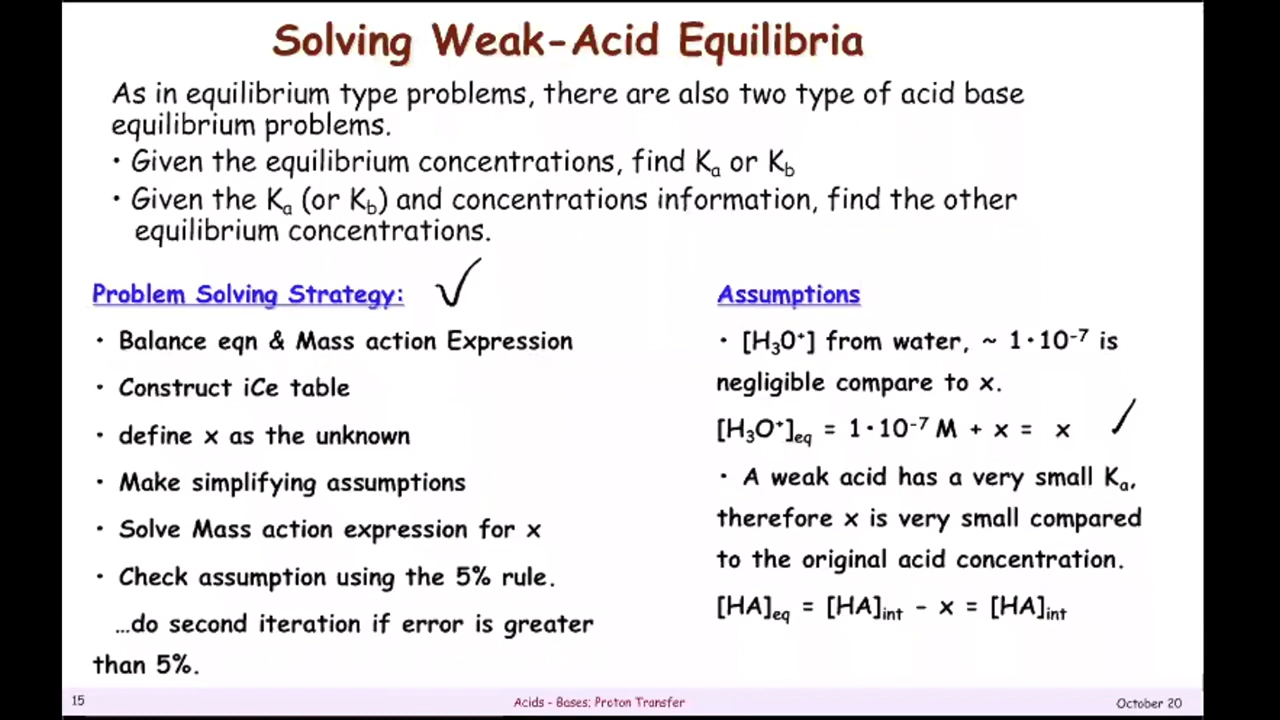 Solving Weak-Acid Equilibria
As in equilibrium type problems, there are also two type of acid base
equilibrium problems.
• Given the equilibrium concentrations, find Kₐ or K_b
• Given the Kₐ (or K_b) and concentrations information, find the other
equilibrium concentrations.
Problem Solving Strategy:
• Balance eqn & Mass action Expression
• Construct iCe table
• define x as the unknown
• Make simplifying assumptions
• Solve Mass action expression for x
• Check assumption using the 5% rule.
…do second iteration if error is greater
than 5%.
Assumptions
• [H₃O⁺] from water, ~ 1·10⁻⁷ is
negligible compare to x.
[H₃O⁺]_eq = 1·10⁻⁷ M + x = x
• A weak acid has a very small Kₐ,
therefore x is very small compared
to the original acid concentration.
[HA]_eq = [HA]_int - x = [HA]_int
15
Acids - Bases; Proton Transfer
October 20